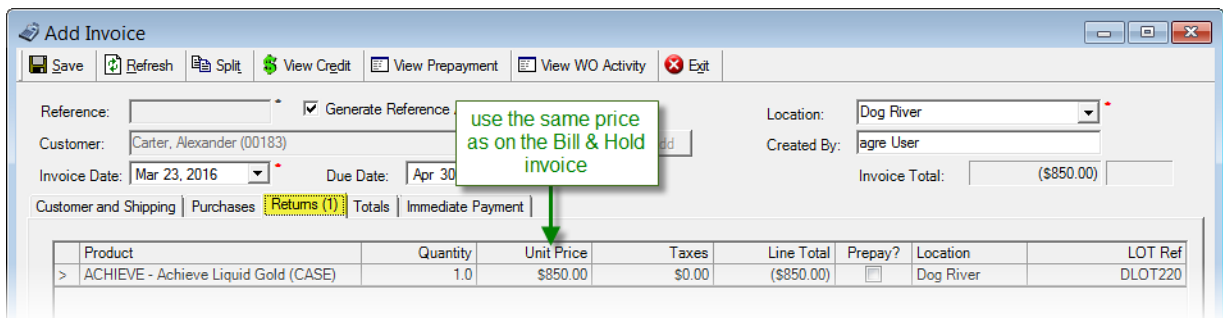 Add Invoice
Save Refresh Split View Credit View Prepayment View WO Activity Exit
Reference: * Generate Reference Location: Dog River *
Customer: Carter, Alexander (00183) dd Created By: agre User
Invoice Date: Mar 23, 2016 * Due Date: Apr 30 Invoice Total: ($850.00)
use the same price
as on the Bill & Hold
invoice
Customer and Shipping Purchases Returns (1) Totals Immediate Payment
Product Quantity Unit Price Taxes Line Total Prepay? Location LOT Ref
> ACHIEVE - Achieve Liquid Gold (CASE) 1.0 $850.00 $0.00 ($850.00) Dog River DLOT220